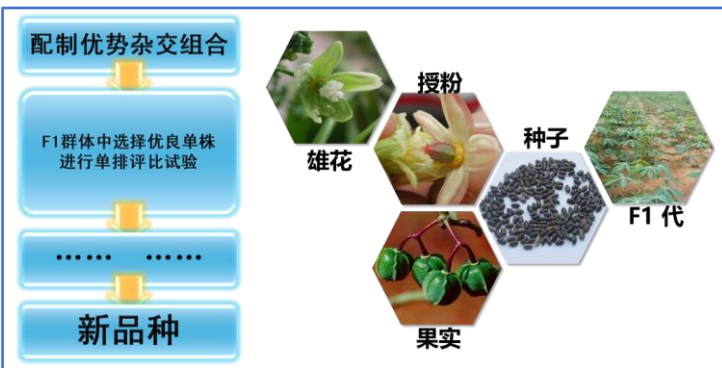 配制优势杂交组合
F1群体中选择优良单株
进行单排评比试验
…… ……
新品种
雄花
授粉
果实
种子
F1 代